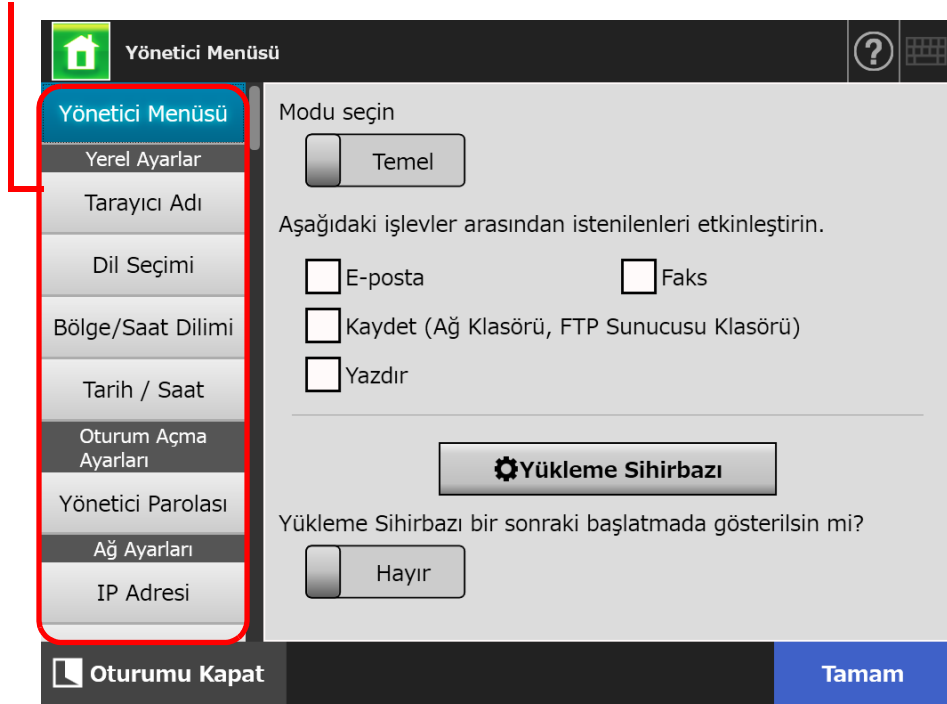 Yönetici Menüsü
?
Yönetici Menüsü
Yerel Ayarlar
Tarayıcı Adı
Dil Seçimi
Bölge/Saat Dilimi
Tarih / Saat
Oturum Açma
Ayarları
Yönetici Parolası
Ağ Ayarları
IP Adresi
Modu seçin
Temel
Aşağıdaki işlevler arasından istenilenleri etkinleştirin.
E-posta
Faks
Kaydet (Ağ Klasörü, FTP Sunucusu Klasörü)
Yazdır
Yükleme Sihirbazı
Yükleme Sihirbazı bir sonraki başlatmada gösterilsin mi?
Hayır
Oturumu Kapat
Tamam